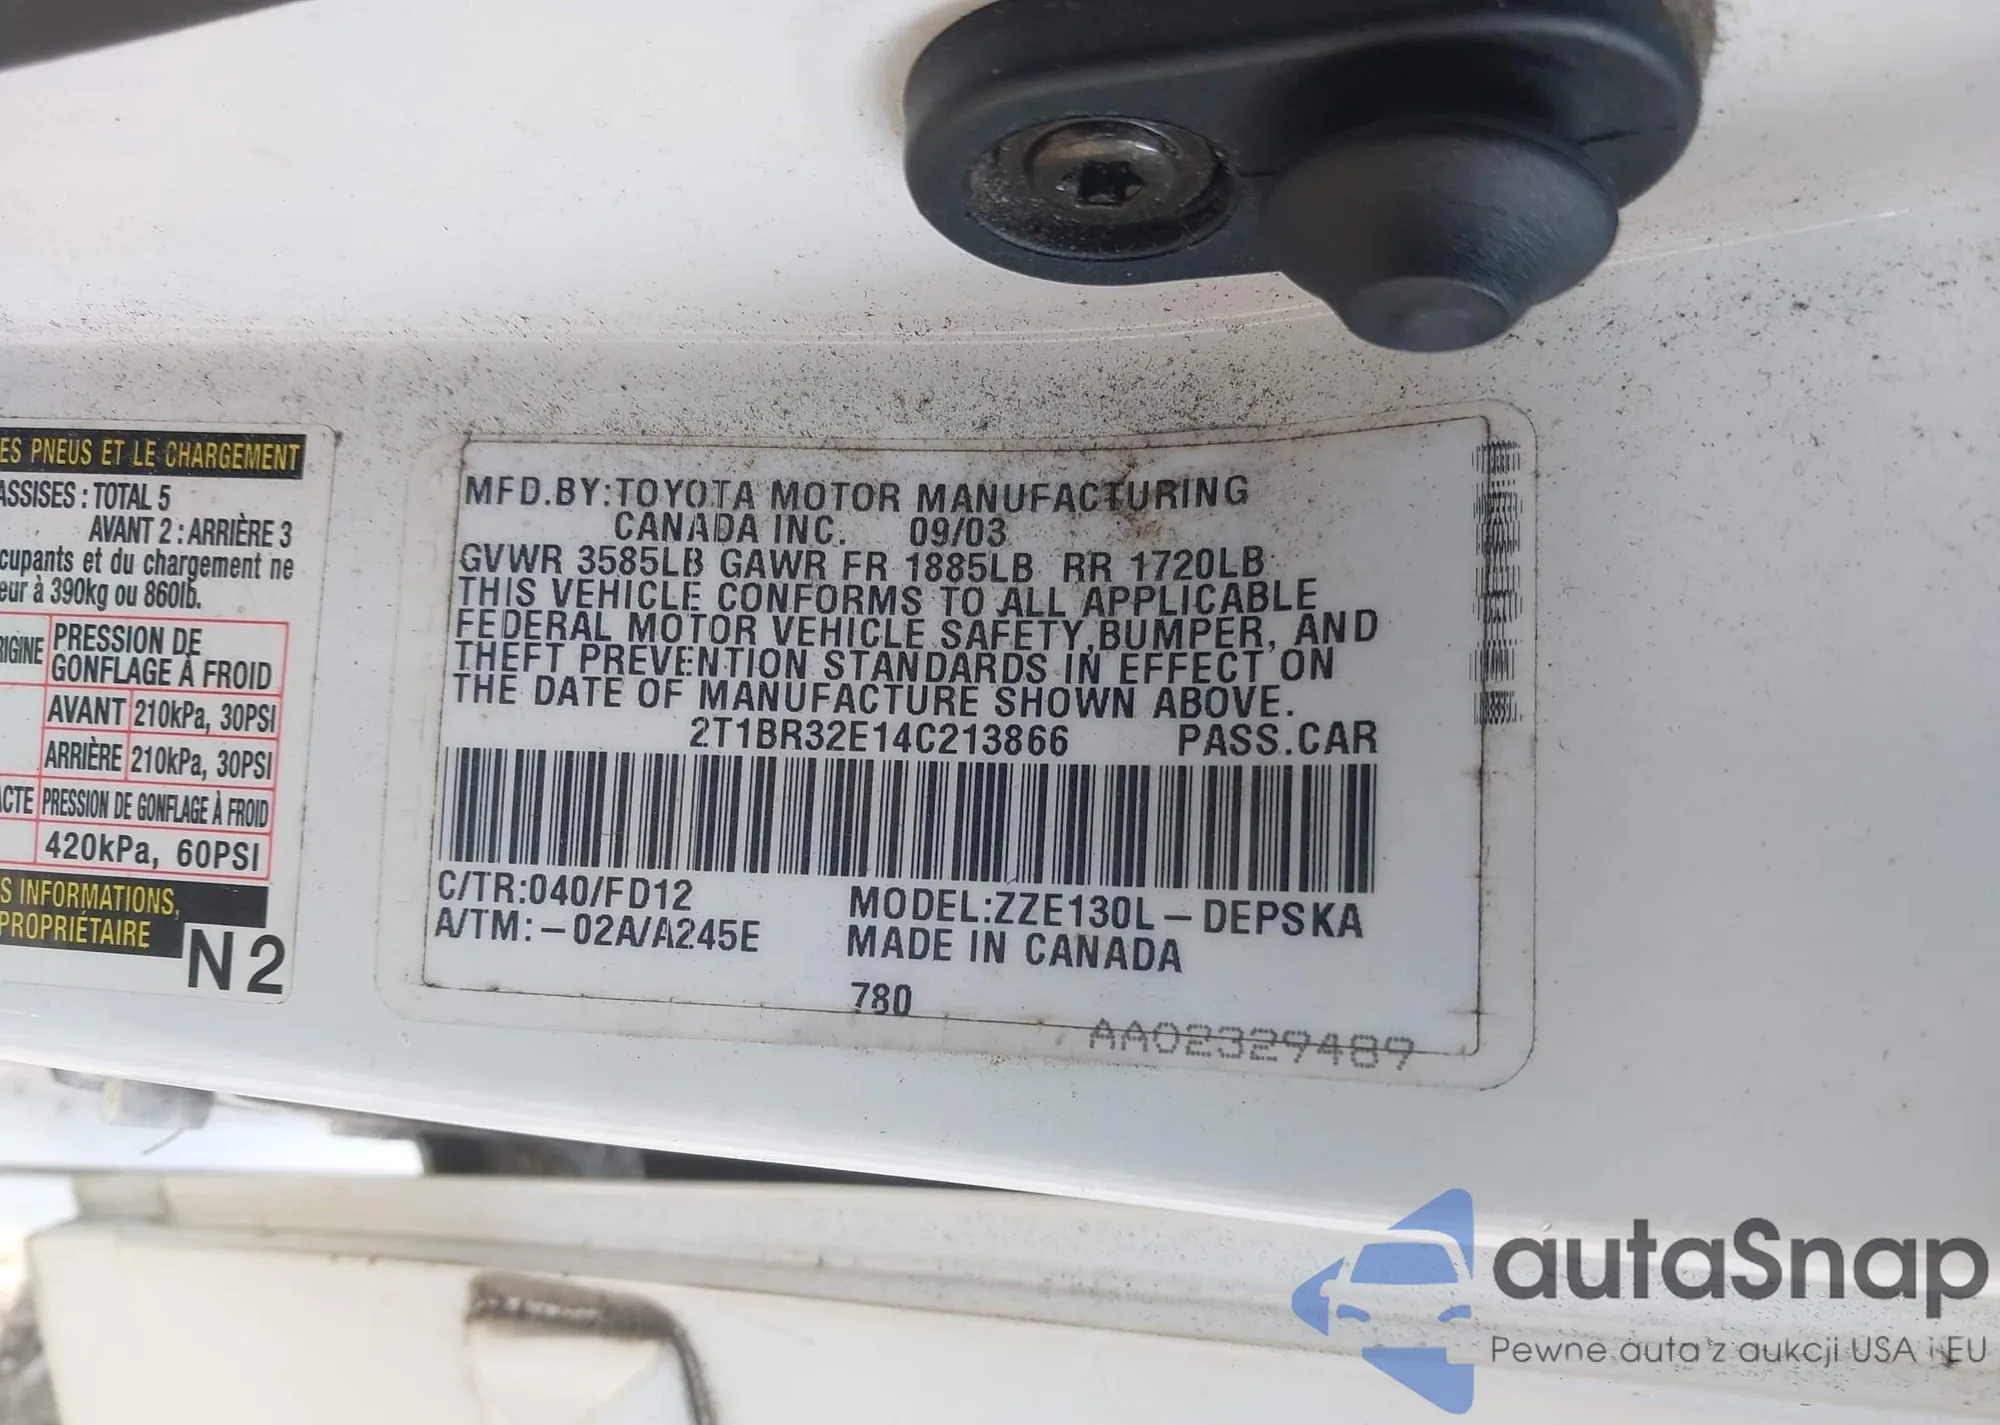 ES PNEUS ET LE CHARGEMENT
ASSISES : TOTAL 5
AVANT 2 : ARRIÈRE 3
cupants et du chargement ne
eur à 390kg ou 860lb.
RIGINE PRESSION DE
GONFLAGE À FROID
AVANT 210kPa, 30PSI
ARRIÈRE 210kPa, 30PSI
ACTE PRESSION DE GONFLAGE À FROID
420kPa, 60PSI
S INFORMATIONS,
PROPRIÉTAIRE
N2
MFD.BY:TOYOTA MOTOR MANUFACTURING
CANADA INC. 09/03
GVWR 3585LB GAWR FR 1885LB RR 1720LB
THIS VEHICLE CONFORMS TO ALL APPLICABLE
FEDERAL MOTOR VEHICLE SAFETY,BUMPER, AND
THEFT PREVENTION STANDARDS IN EFFECT ON
THE DATE OF MANUFACTURE SHOWN ABOVE.
2T1BR32E14C213866 PASS.CAR
C/TR:040/FD12 MODEL:ZZE130L-DEPSKA
A/TM:-02A/A245E MADE IN CANADA
780
AA02329489
autaSnap
Pewne auta z aukcji USA i EU